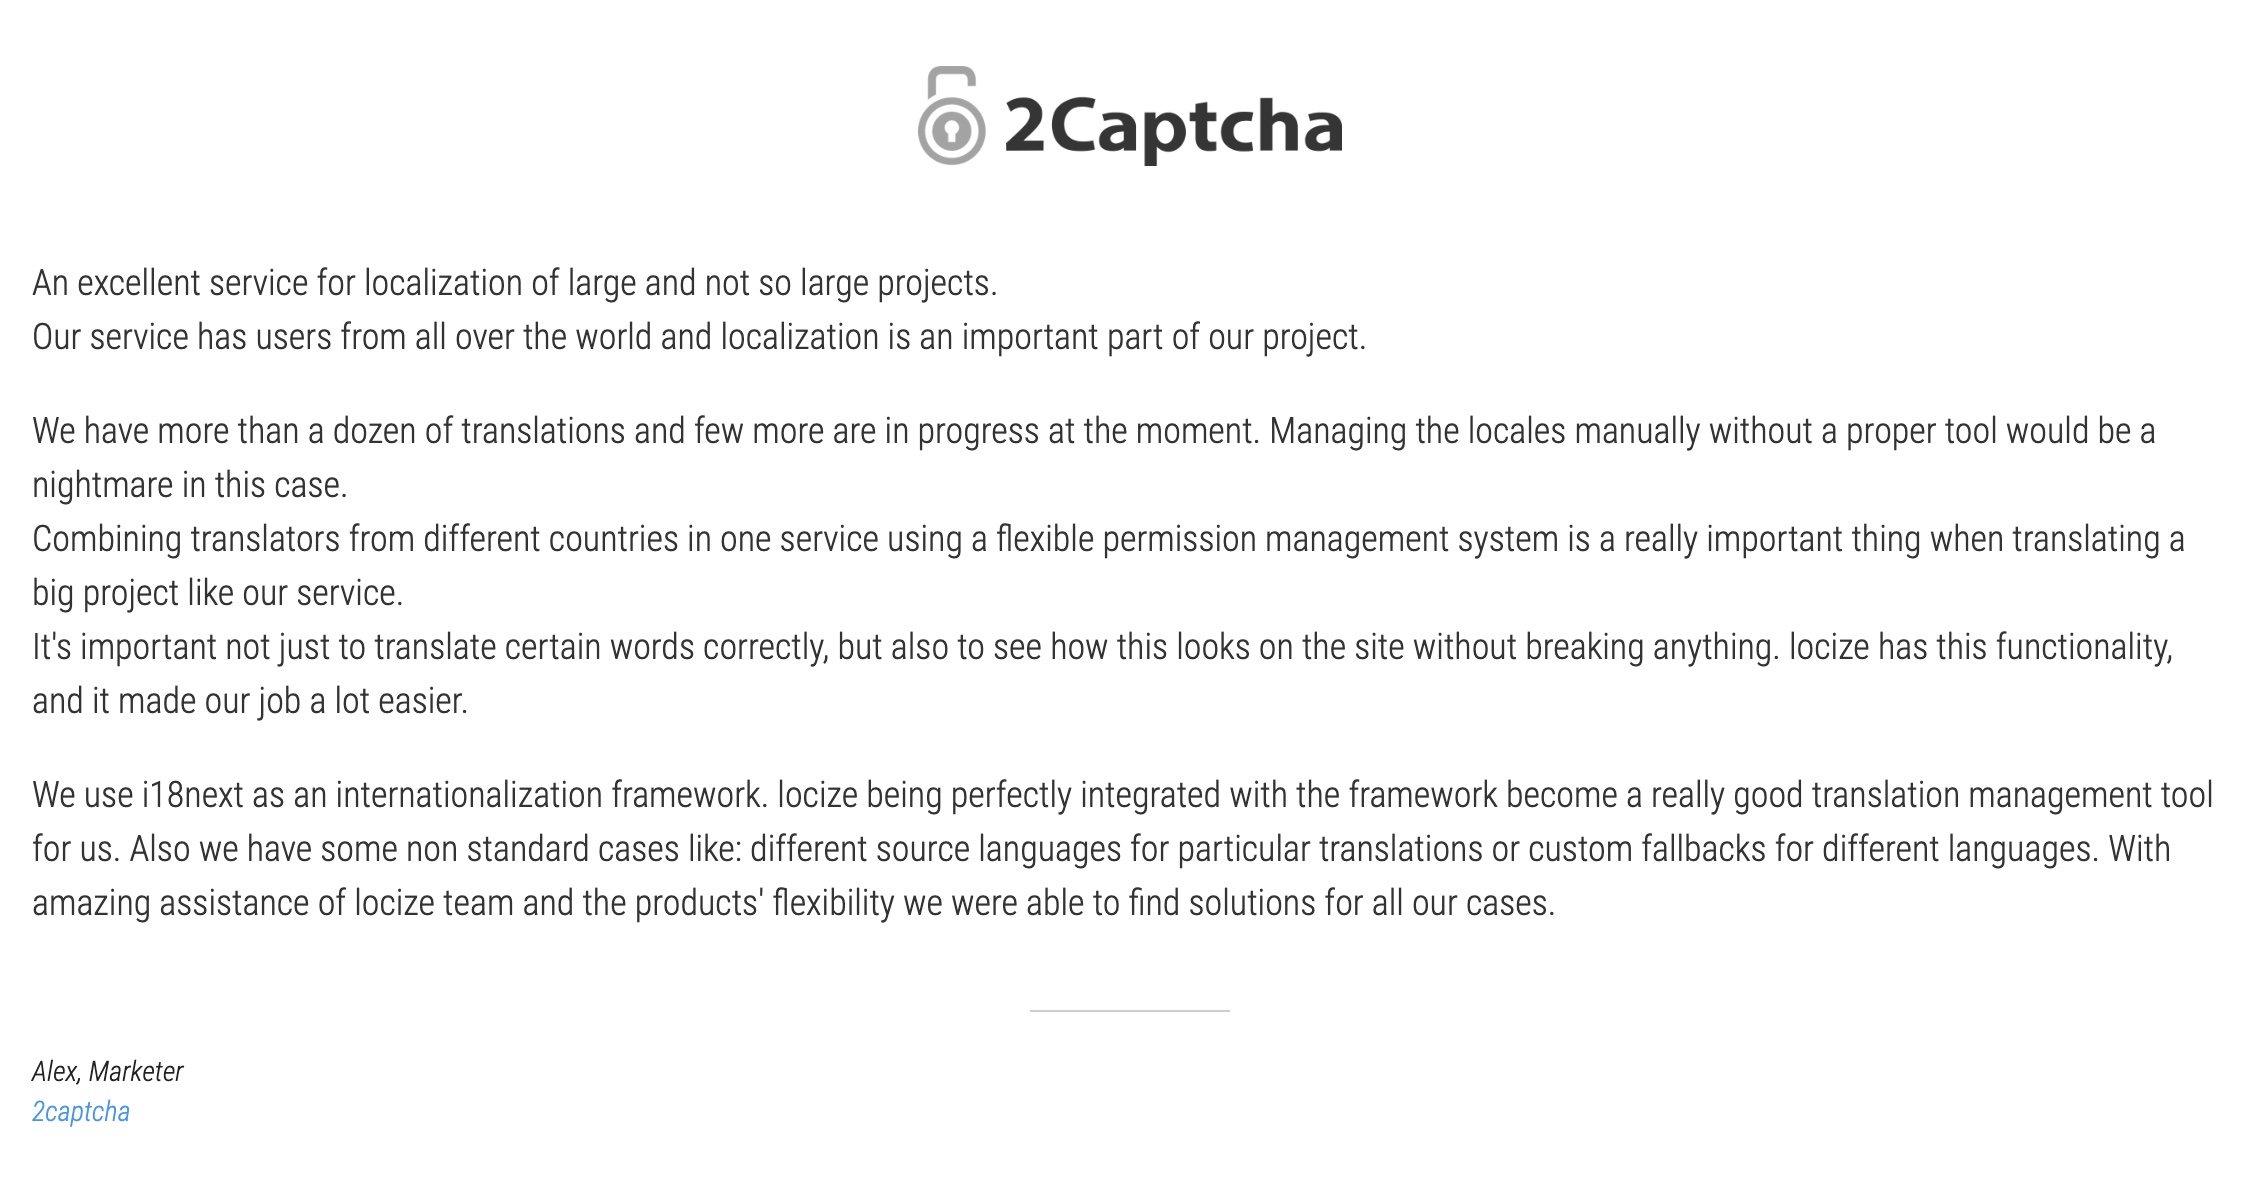 2Captcha
An excellent service for localization of large and not so large projects.
Our service has users from all over the world and localization is an important part of our project.
We have more than a dozen of translations and few more are in progress at the moment. Managing the locales manually without a proper tool would be a
nightmare in this case.
Combining translators from different countries in one service using a flexible permission management system is a really important thing when translating a
big project like our service.
It's important not just to translate certain words correctly, but also to see how this looks on the site without breaking anything. locize has this functionality,
and it made our job a lot easier.
We use i18next as an internationalization framework. locize being perfectly integrated with the framework become a really good translation management tool
for us. Also we have some non standard cases like: different source languages for particular translations or custom fallbacks for different languages. With
amazing assistance of locize team and the products' flexibility we were able to find solutions for all our cases.
Alex, Marketer
2captcha